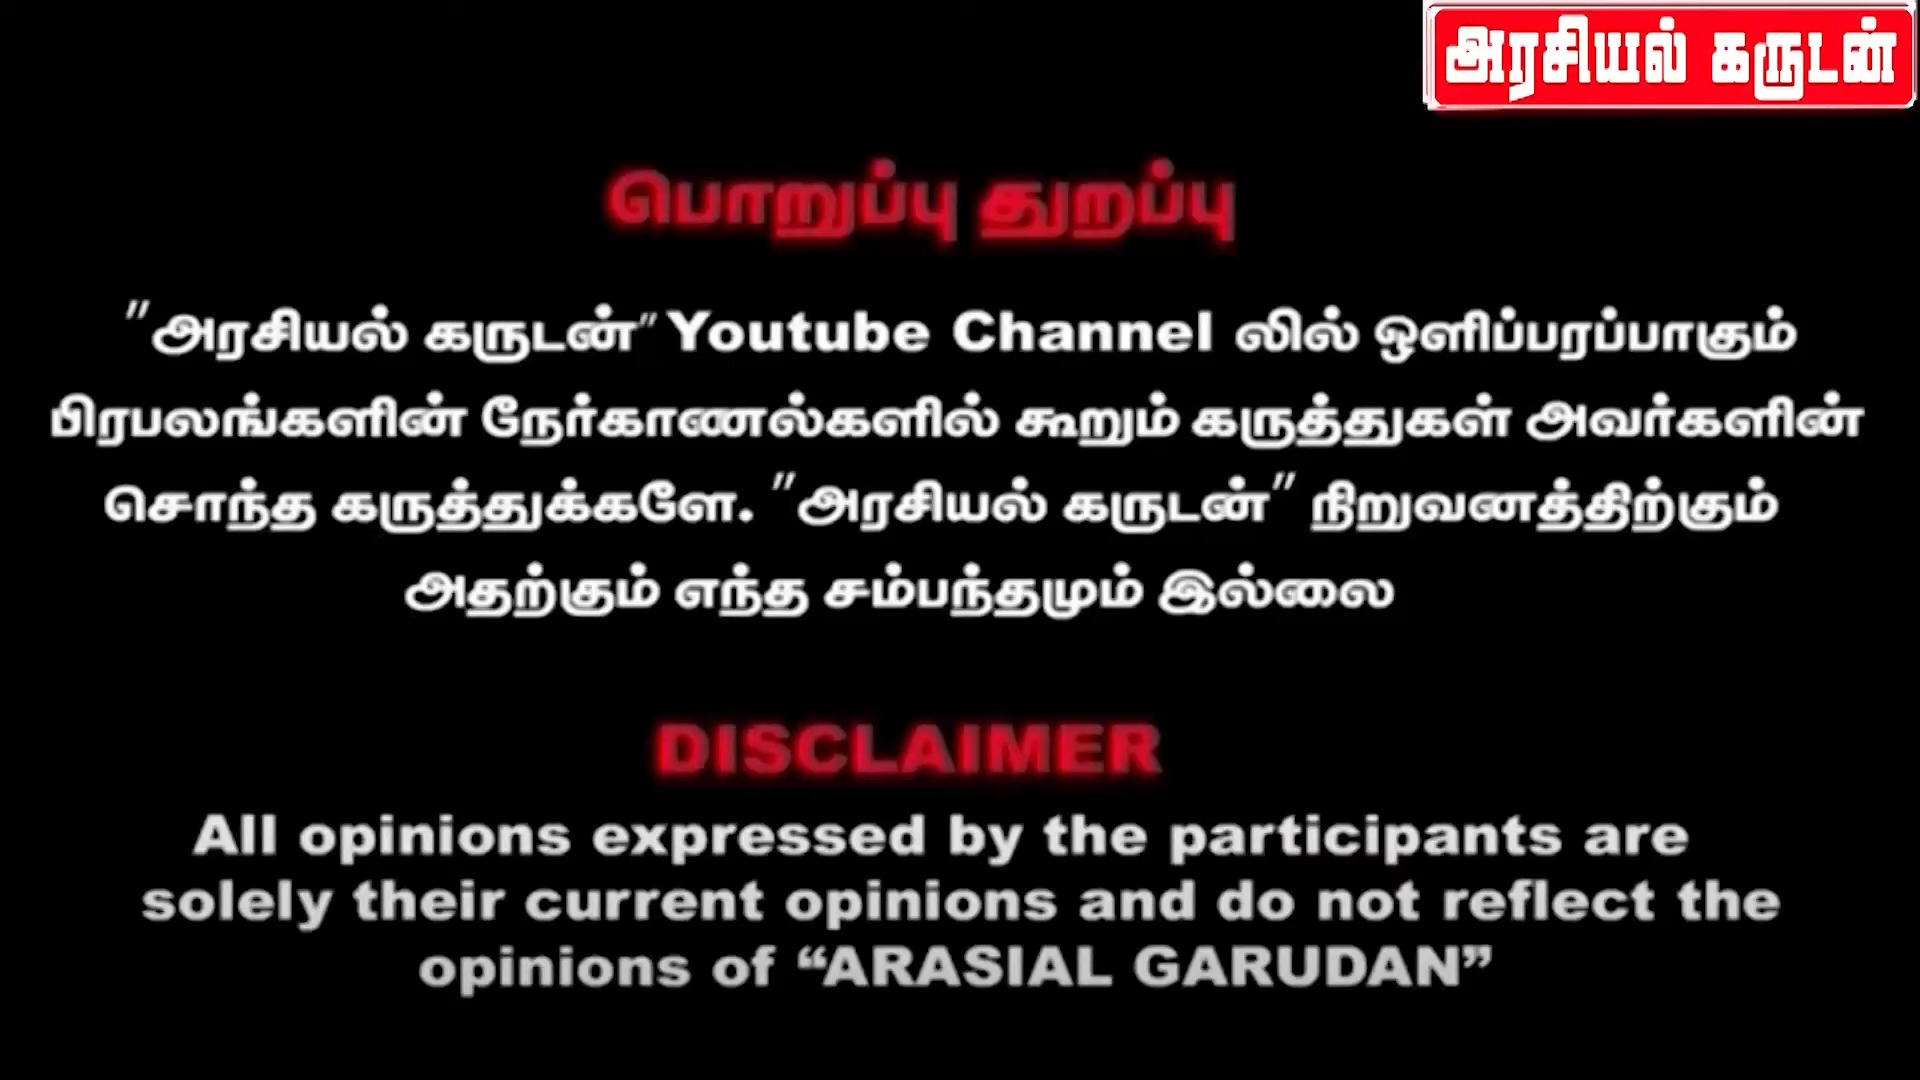 அரசியல் கருடன்
பொறுப்பு துறப்பு
"அரசியல் கருடன்" Youtube Channel லில் ஒளிப்பரப்பாகும்
பிரபலங்களின் நேர்காணல்களில் கூறும் கருத்துகள் அவர்களின்
சொந்த கருத்துக்களே. "அரசியல் கருடன்" நிறுவனத்திற்கும்
அதற்கும் எந்த சம்பந்தமும் இல்லை
DISCLAIMER
All opinions expressed by the participants are
solely their current opinions and do not reflect the
opinions of “ARASIAL GARUDAN”